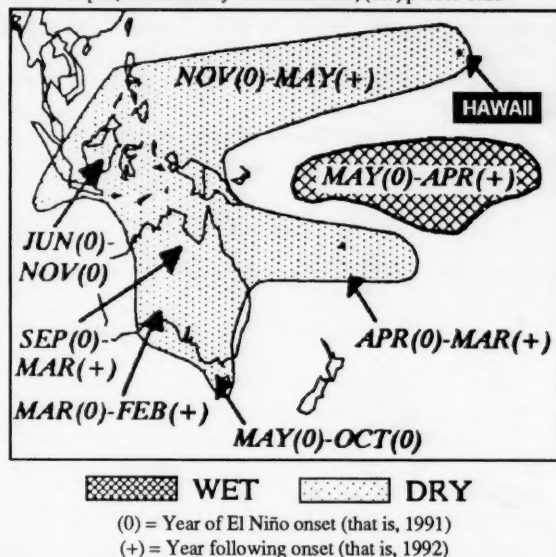 NOV(0)-MAY(+)
HAWAII
MAY(0)-APR(+)
JUN(0)-
NOV(0)
SEP(0)-
MAR(+)
APR(0)-MAR(+)
MAR(0)-FEB(+)
MAY(0)-OCT(0)
WET DRY
(0) = Year of El Niño onset (that is, 1991)
(+) = Year following onset (that is, 1992)